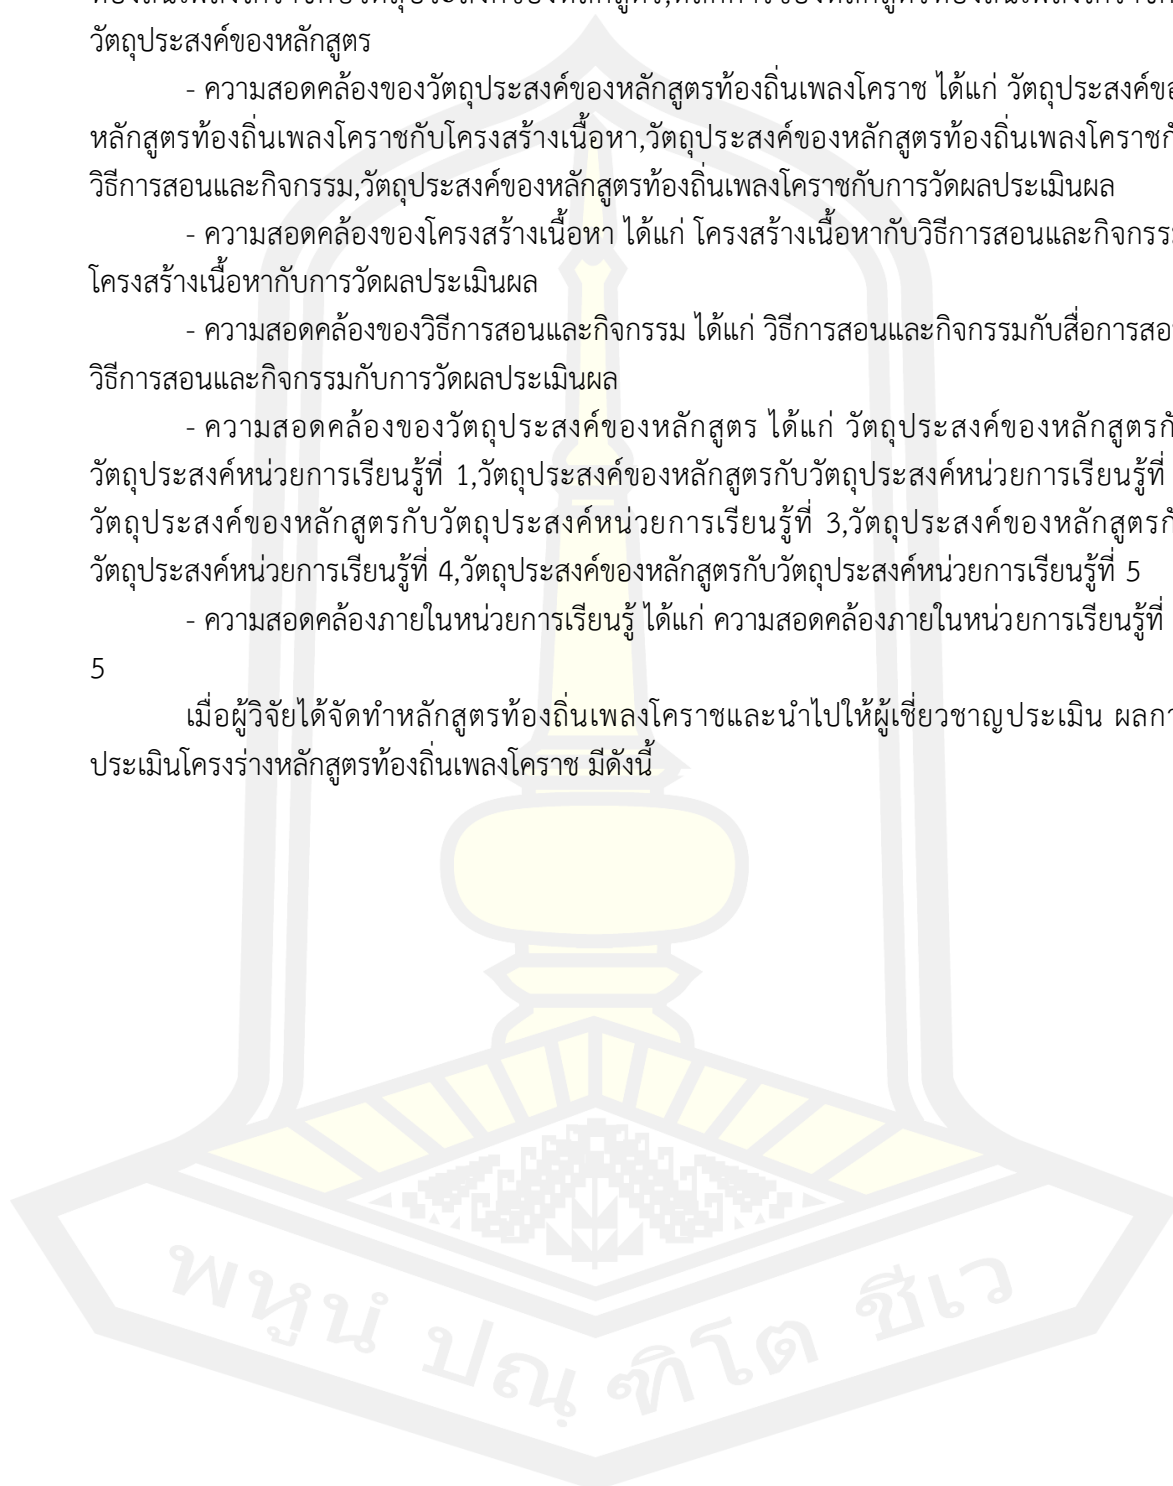 วัตถุประสงค์ของหลักสูตร
- ความสอดคล้องของวัตถุประสงค์ของหลักสูตรท้องถิ่นเพลงโคราช ได้แก่ วัตถุประสงค์
หลักสูตรท้องถิ่นเพลงโคราชกับโครงสร้างเนื้อหา,วัตถุประสงค์ของหลักสูตรท้องถิ่นเพลงโคราช
วิธีการสอนและกิจกรรม,วัตถุประสงค์ของหลักสูตรท้องถิ่นเพลงโคราชกับการวัดผลประเมินผล
- ความสอดคล้องของโครงสร้างเนื้อหา ได้แก่ โครงสร้างเนื้อหากับวิธีการสอนและ
โครงสร้างเนื้อหากับการวัดผลประเมินผล
- ความสอดคล้องของวิธีการสอนและกิจกรรม ได้แก่ วิธีการสอนและกิจกรรมกับสื่อการ
วิธีการสอนและกิจกรรมกับการวัดผลประเมินผล
- ความสอดคล้องของวัตถุประสงค์ของหลักสูตร ได้แก่ วัตถุประสงค์ของหลักสูตร
วัตถุประสงค์หน่วยการเรียนรู้ที่ 1,วัตถุประสงค์ของหลักสูตรกับวัตถุประสงค์หน่วยการเรียนรู้ที่
วัตถุประสงค์ของหลักสูตรกับวัตถุประสงค์หน่วยการเรียนรู้ที่ 3,วัตถุประสงค์ของหลักสูตร
วัตถุประสงค์หน่วยการเรียนรู้ที่ 4,วัตถุประสงค์ของหลักสูตรกับวัตถุประสงค์หน่วยการเรียนรู้ที่ 5
- ความสอดคล้องภายในหน่วยการเรียนรู้ ได้แก่ ความสอดคล้องภายในหน่วยการเรียนรู้ที่
5
เมื่อผู้วิจัยได้จัดทำหลักสูตรท้องถิ่นเพลงโคราชและนำไปให้ผู้เชี่ยวชาญประเมิน
ประเมินโครงร่างหลักสูตรท้องถิ่นเพลงโคราช มีดังนี้
พหูนํ ปณฺฑิโต ชีเว